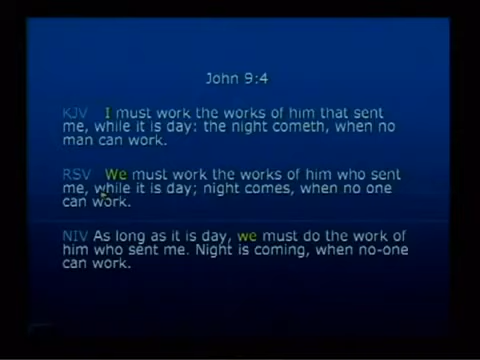 John 9:4
KJV I must work the works of him that sent
me, while it is day: the night cometh, when no
man can work.
RSV We must work the works of him who sent
me, while it is day; night comes, when no one
can work.
NIV As long as it is day, we must do the work of
him who sent me. Night is coming, when no-one
can work.